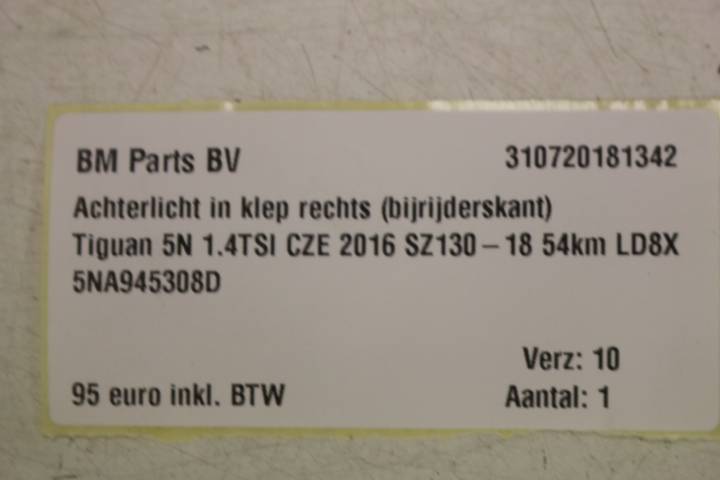 BM Parts BV 310720181342
Achterlicht in klep rechts (bijrijderskant)
Tiguan 5N 1.4TSI CZE 2016 SZ130 – 18 54km LD8X
5NA945308D
Verz: 10
95 euro inkl. BTW Aantal: 1